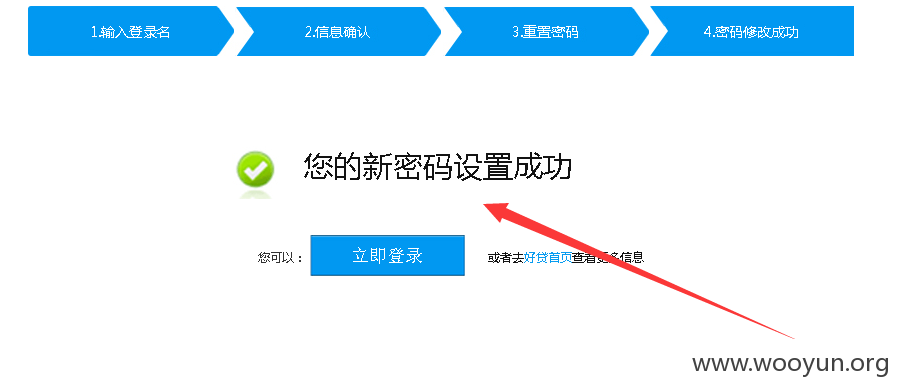 1.输入登录名 2.信息确认 3.重置密码 4.密码修改成功
您的新密码设置成功
您可以： 立即登录 或者去好贷首页查看更多信息
www.wooyun.org